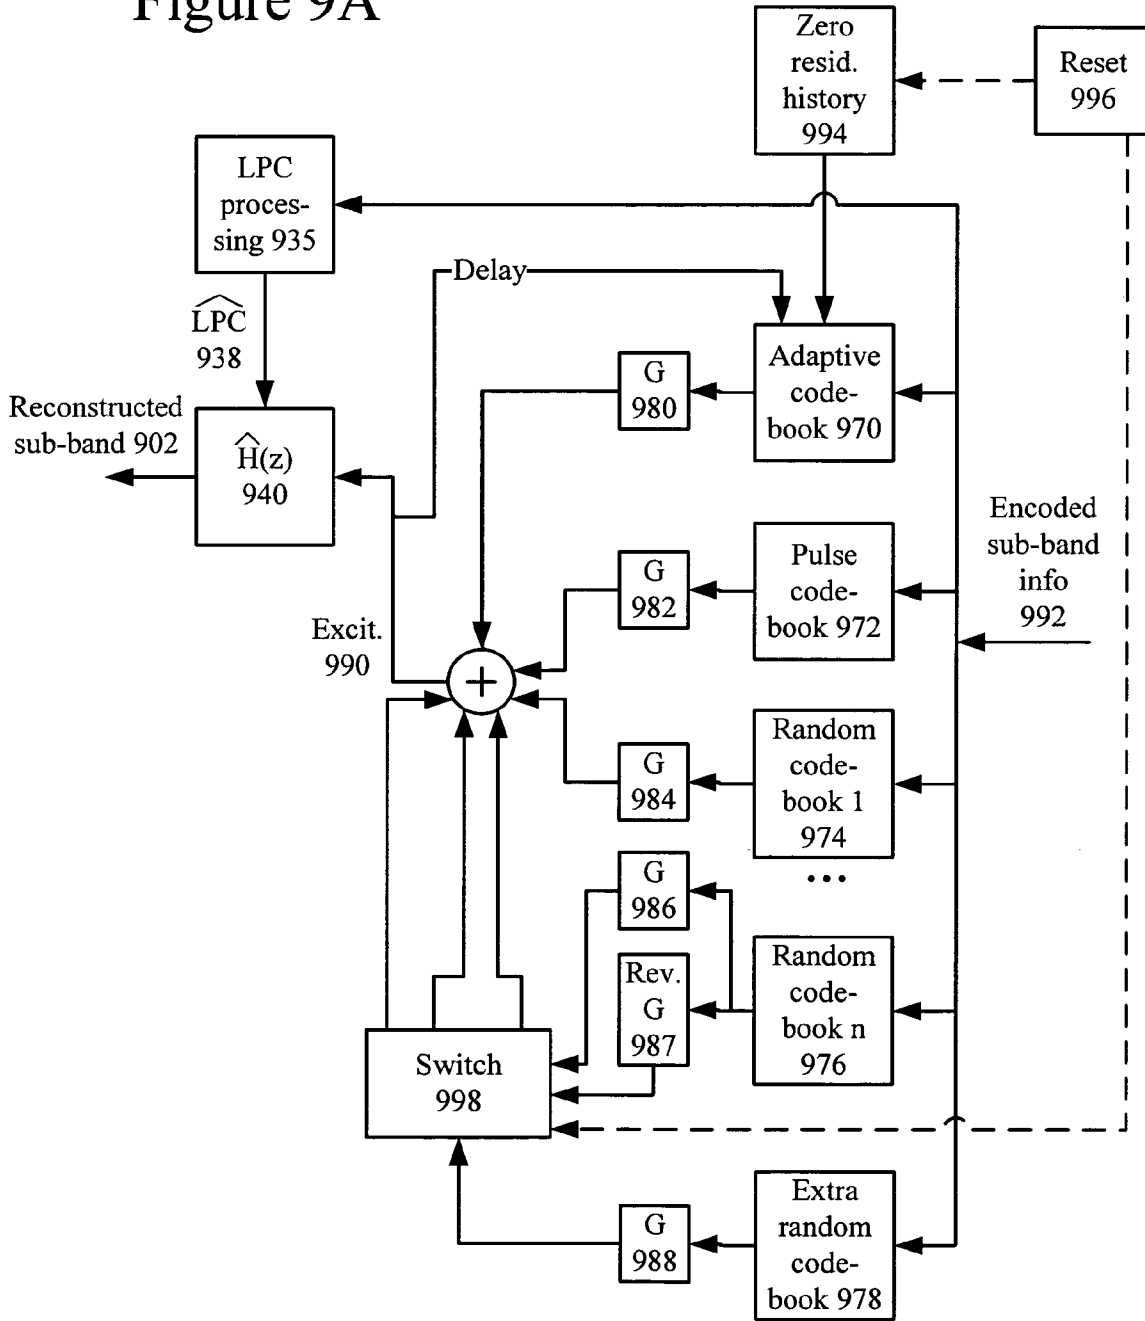 Figure 9A
Zero
resid.
history
994
Reset
996
LPC
proces-
sing 935
Delay
LPC
938
Adaptive
code-
book 970
G
980
Reconstructed
sub-band 902
Ĥ(z)
940
Encoded
sub-band
info
992
Pulse
code-
book 972
G
982
Excit.
990
+
Random
code-
book 1
974
G
984
...
G
986
Random
code-
book n
976
Rev.
G
987
Switch
998
Extra
random
code-
book 978
G
988